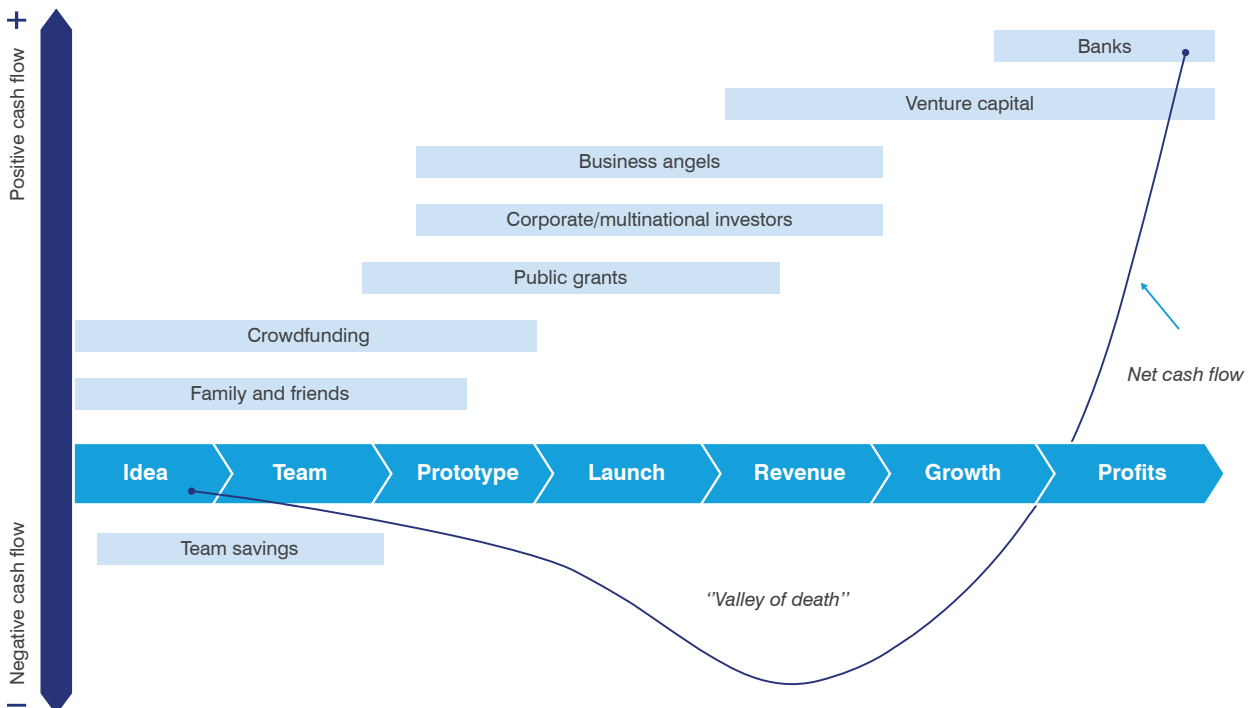 +
Positive cash flow
Banks
Venture capital
Business angels
Corporate/multinational investors
Public grants
Crowdfunding
Net cash flow
Family and friends
Idea
Team
Prototype
Launch
Revenue
Growth
Profits
Team savings
‘’Valley of death’’
Negative cash flow
–